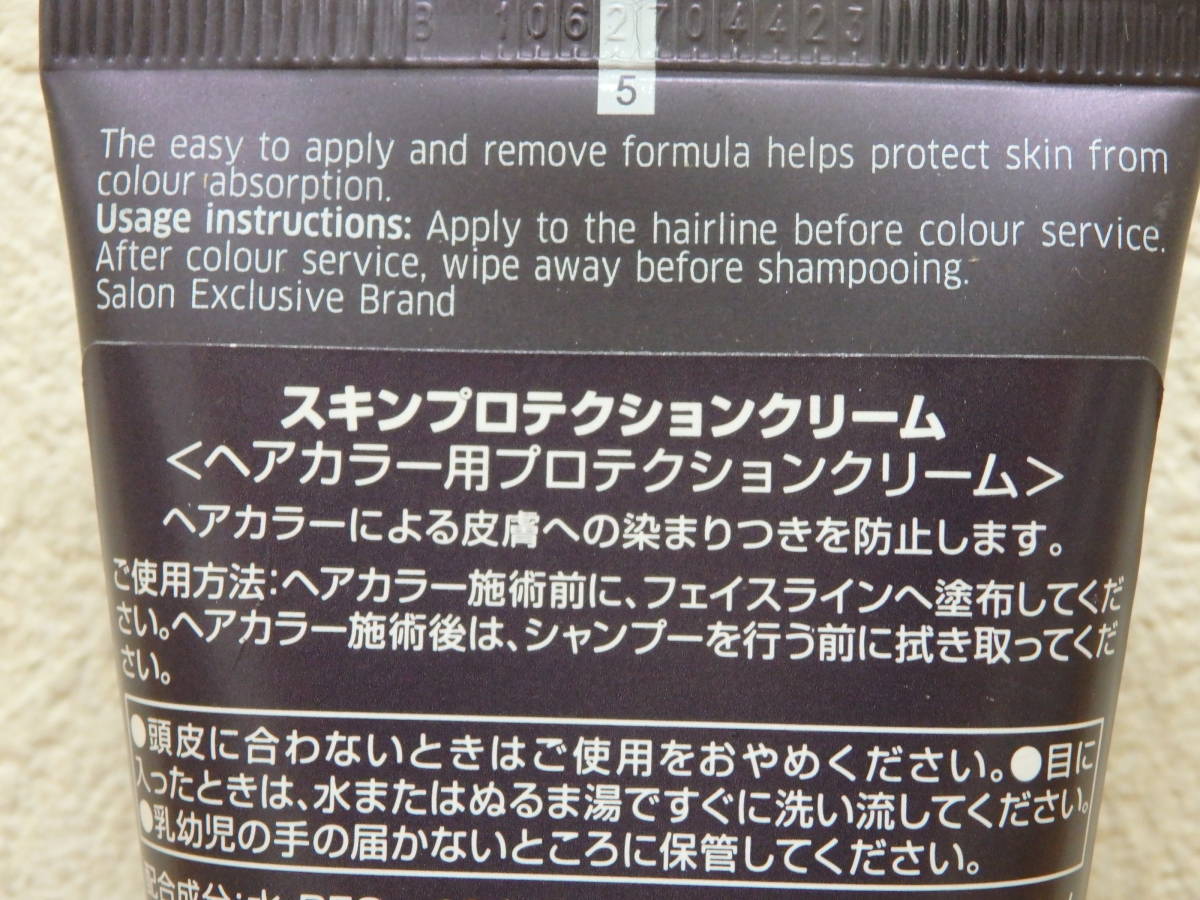 B 1062704423
5
The easy to apply and remove formula helps protect skin from
colour absorption.
Usage instructions: Apply to the hairline before colour service.
After colour service, wipe away before shampooing.
Salon Exclusive Brand
スキンプロテクションクリーム
<ヘアカラー用プロテクションクリーム>
ヘアカラーによる皮膚への染まりつきを防止します。
ご使用方法:ヘアカラー施術前に、フェイスラインへ塗布してくだ
さい。ヘアカラー施術後は、シャンプーを行う前に拭き取ってくだ
さい。
●頭皮に合わないときはご使用をおやめください。●目に
入ったときは、水またはぬるま湯ですぐに洗い流してください。
●乳幼児の手の届かないところに保管してください。
配合成分:水